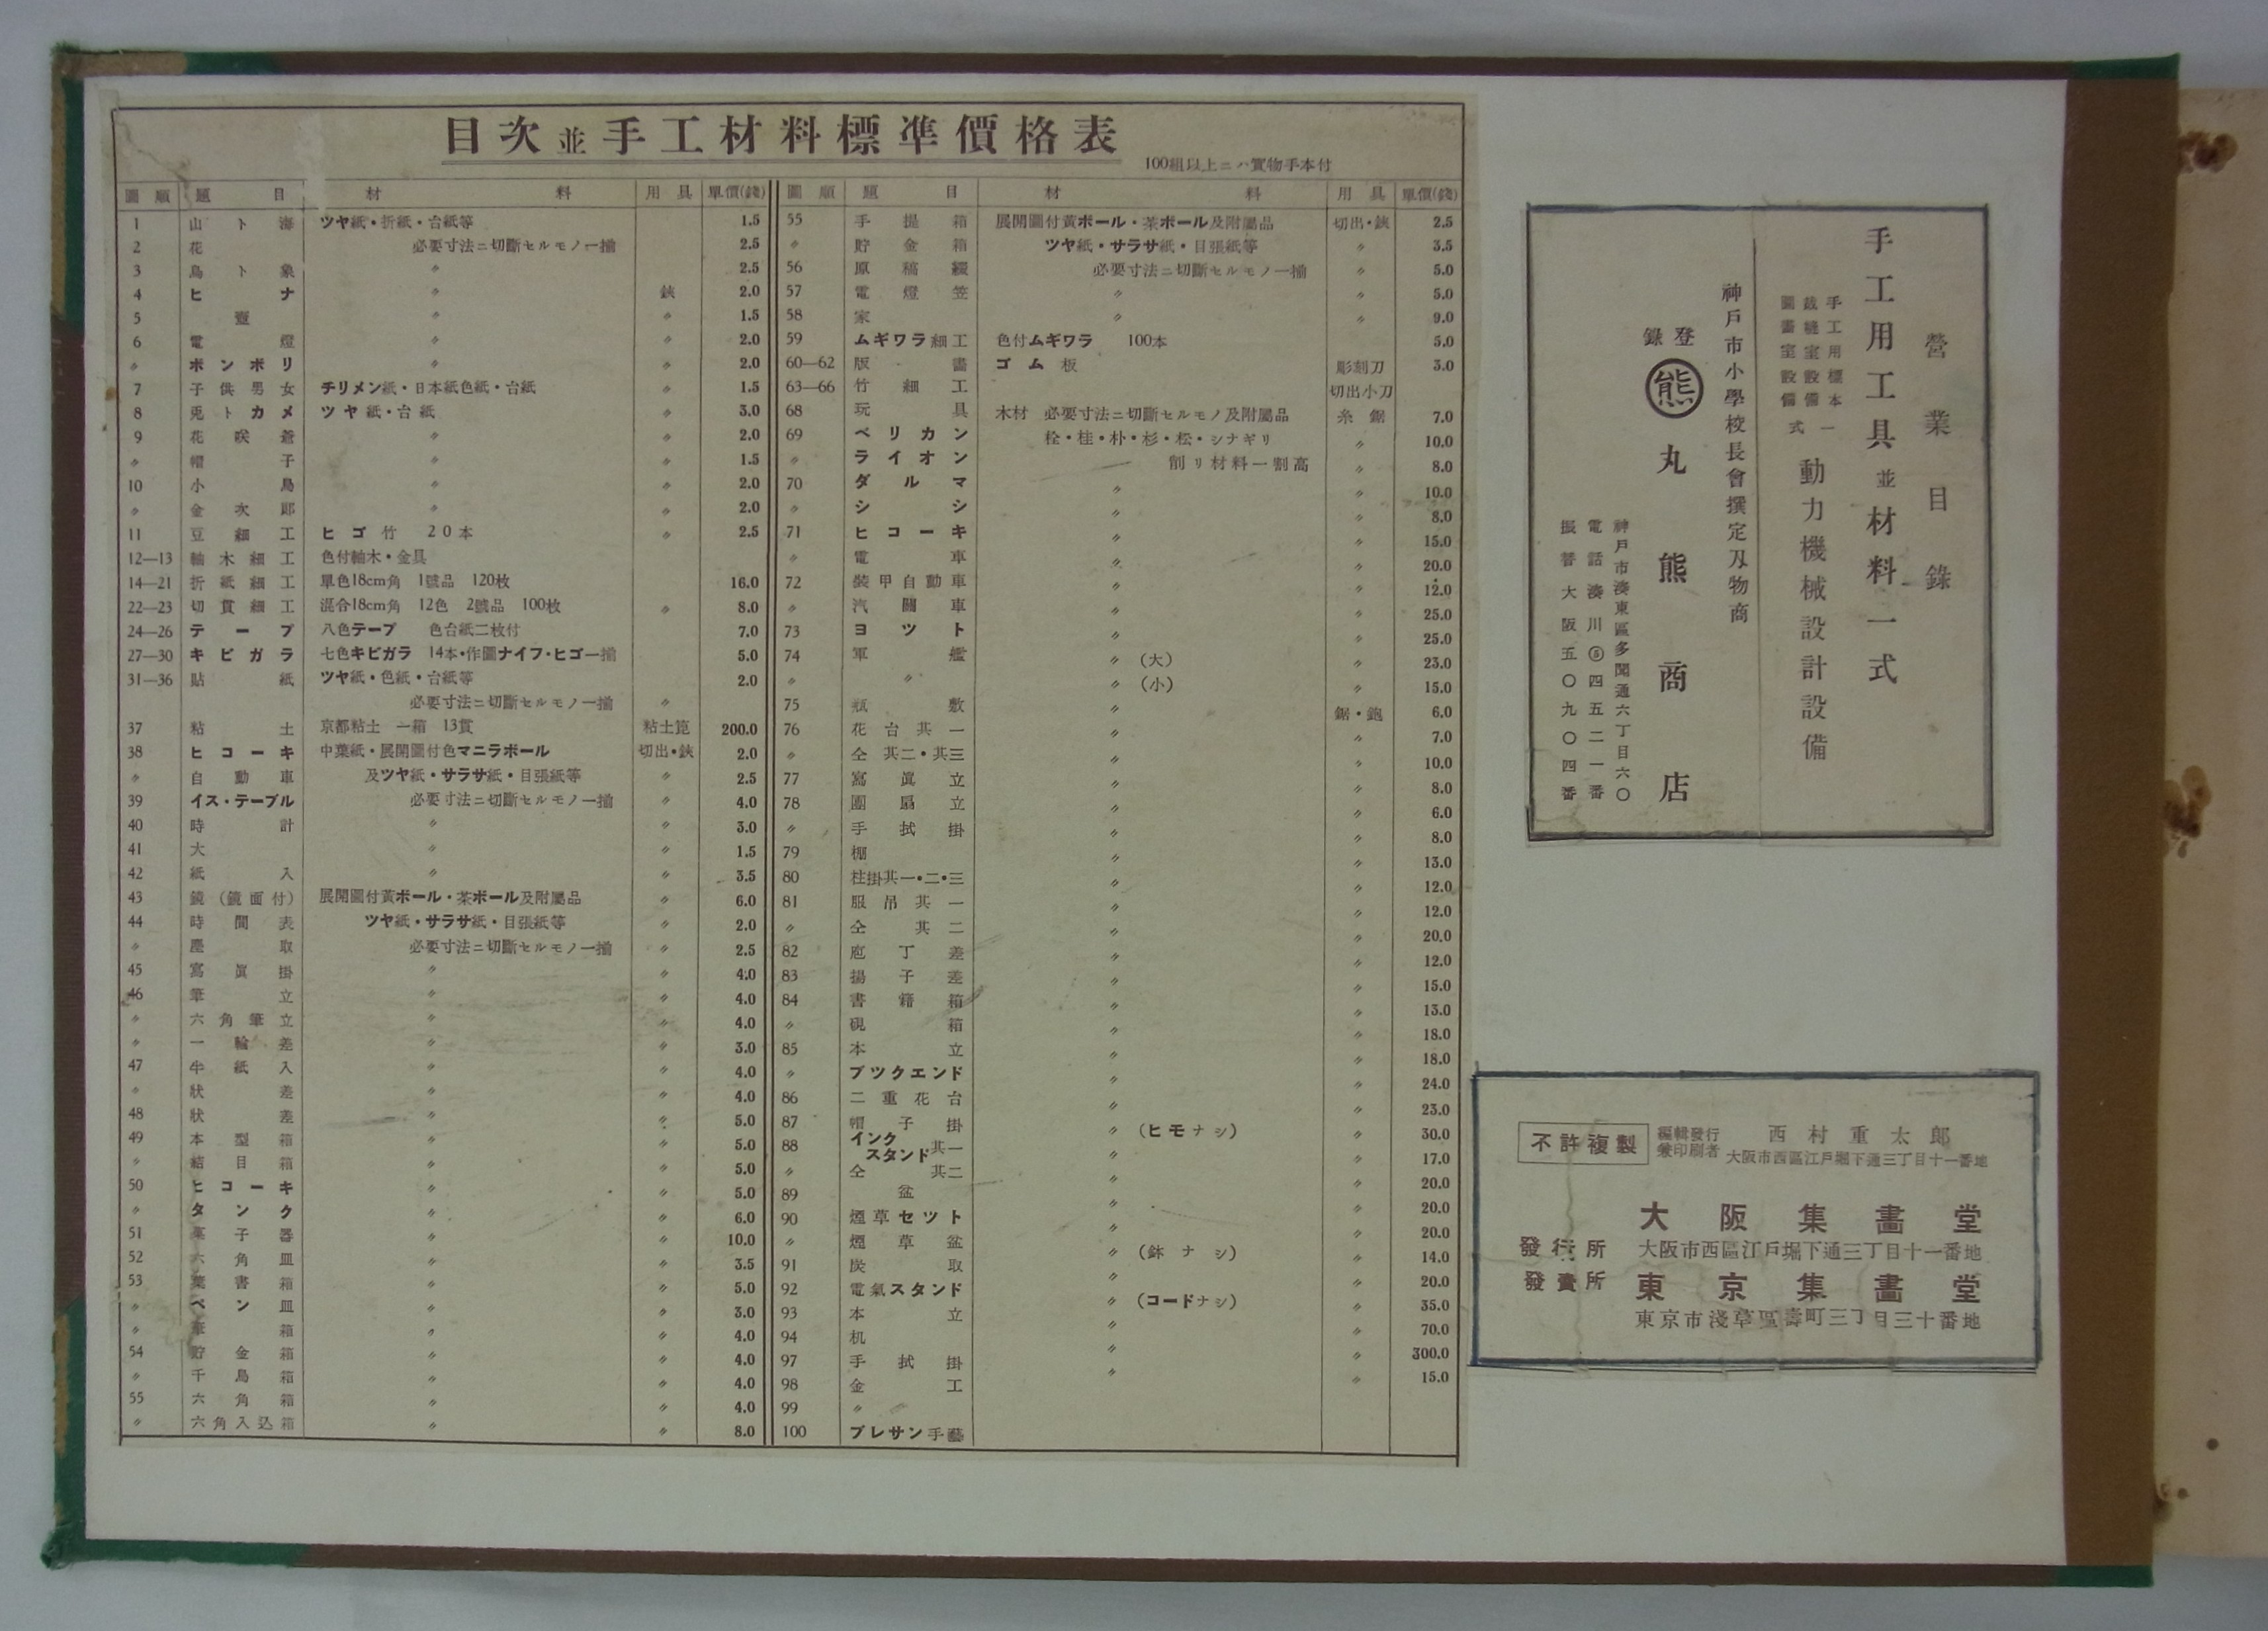 目次並手工材料標準價格表
100組以上ニハ實物手本付
圖順 題目 材料 用具 單價(錢)
1 山ト海 ツヤ紙・折紙・台紙等 1.5
2 花 必要寸法ニ切斷セルモノ一揃 2.5
3 鳥ト象 〃 2.5
4 ヒナ 〃 鋏 2.0
5 〃 〃 1.5
6 電燈 〃 〃 2.0
〃 ボンボリ 〃 〃 2.0
7 子供男女 チリメン紙・日本紙色紙・台紙 〃 1.5
8 兎トカメ ツヤ紙・台紙 〃 3.0
9 花咲爺 〃 〃 2.0
〃 帽子 〃 〃 1.5
10 小鳥 〃 〃 2.0
〃 金次郎 〃 〃 2.0
11 豆細工 ヒゴ竹 20本 〃 2.5
12—13 軸木細工 色付軸木・金具
14—21 折紙細工 單色18cm角 1號品 120枚 16.0
22—23 切貫細工 混合18cm角 12色 2號品 100枚 〃 8.0
24—26 テープ 八色テープ 色台紙二枚付 7.0
27—30 キビガラ 七色キビガラ 14本・作圖ナイフ・ヒゴ一揃 5.0
31—36 貼紙 ツヤ紙・色紙・台紙等 2.0
必要寸法ニ切斷セルモノ一揃 〃
37 粘土 京都粘土 一箱 13貫 粘土箆 200.0
38 ヒコーキ 中葉紙・展開圖付色マニラボール 切出・鋏 2.0
〃 自動車 及ツヤ紙・サラサ紙・目張紙等 〃 2.5
39 イス・テーブル 必要寸法ニ切斷セルモノ一揃 〃 4.0
40 時計 〃 〃 3.0
41 犬 〃 〃 1.5
42 紙入 〃 〃 3.5
43 鏡(鏡面付) 展開圖付黃ボール・茶ボール及附屬品 〃 6.0
44 時間表 ツヤ紙・サラサ紙・目張紙等 〃 2.0
〃 塵取 必要寸法ニ切斷セルモノ一揃 〃 2.5
45 寫眞掛 〃 〃 4.0
46 筆立 〃 〃 4.0
〃 六角筆立 〃 〃 4.0
〃 一輪差 〃 〃 3.0
47 半紙入 〃 〃 4.0
〃 狀差 〃 〃 4.0
48 狀差 〃 〃 5.0
49 本型箱 〃 〃 5.0
〃 結目箱 〃 〃 5.0
50 ヒコーキ 〃 〃 5.0
〃 タンク 〃 〃 6.0
51 菓子器 〃 〃 10.0
52 六角皿 〃 〃 3.5
53 葉書箱 〃 〃 5.0
〃 ペン皿 〃 〃 3.0
〃 筆箱 〃 〃 4.0
54 貯金箱 〃 〃 4.0
〃 千鳥箱 〃 〃 4.0
55 六角箱 〃 〃 4.0
〃 六角入込箱 〃 〃 8.0
圖順 題目 材料 用具 單價(錢)
55 手提箱 展開圖付黃ボール・茶ボール及附屬品 切出・鋏 2.5
〃 貯金箱 ツヤ紙・サラサ紙・目張紙等 〃 3.5
56 原稿綴 必要寸法ニ切斷セルモノ一揃 〃 5.0
57 電燈笠 〃 〃 5.0
58 家 〃 〃 9.0
59 ムギワラ細工 色付ムギワラ 100本 5.0
60—62 版畫 ゴム板 彫刻刀 3.0
63—66 竹細工 切出小刀
68 玩具 木材 必要寸法ニ切斷セルモノ及附屬品 糸鋸 7.0
69 ペリカン 栓・桂・朴・杉・松・シナギリ 〃 10.0
〃 ライオン 削リ材料一割高 〃 8.0
70 ダルマ 〃 〃 10.0
〃 シシ 〃 〃 8.0
71 ヒコーキ 〃 〃 15.0
〃 電車 〃 〃 20.0
72 裝甲自動車 〃 〃 12.0
〃 汽關車 〃 〃 25.0
73 ヨツト 〃 〃 25.0
74 軍艦 〃(大) 〃 23.0
〃 〃 〃(小) 〃 15.0
75 瓶敷 〃 鋸・鉋 6.0
76 花台其一 〃 〃 7.0
〃 仝 其二・其三 〃 〃 10.0
77 寫眞立 〃 〃 8.0
78 團扇立 〃 〃 6.0
〃 手拭掛 〃 〃 8.0
79 棚 〃 〃 13.0
80 柱掛其一・二・三 〃 〃 12.0
81 服吊其一 〃 〃 12.0
〃 仝 其二 〃 〃 20.0
82 庖丁差 〃 〃 12.0
83 揚子差 〃 〃 15.0
84 書籍箱 〃 〃 13.0
〃 硯箱 〃 〃 18.0
85 本立 〃 〃 18.0
〃 ブツクエンド 〃 〃 24.0
86 二重花台 〃 〃 23.0
87 帽子掛 〃(ヒモナシ) 〃 30.0
88 インクスタンド其一 〃 〃 17.0
〃 仝 其二 〃 〃 20.0
89 盆 〃 〃 20.0
90 煙草セツト 〃 〃 20.0
〃 煙草盆 〃(鉢ナシ) 〃 14.0
91 炭取 〃 〃 20.0
92 電氣スタンド 〃(コードナシ) 〃 35.0
93 本立 〃 〃 70.0
94 机 〃 〃 300.0
97 手拭掛 〃 〃 15.0
98 金工
99 〃
100 プレサン手藝
營業目錄
手工用工具並材料一式
手工用標本
裁縫室設備
圖畫室設備
一式
動力機械設計設備
神戶市小學校長會撰定刃物商
登錄
熊
丸熊商店
神戶市湊東區多聞通六丁目六〇
電話湊川⑤四五二一番
振替大阪五〇九〇四番
不許複製
編輯發行兼印刷者 西村重太郎
大阪市西區江戶堀下通三丁目十一番地
大阪集畫堂
發行所 大阪市西區江戶堀下通三丁目十一番地
發賣所 東京集畫堂
東京市淺草區壽町三丁目三十番地